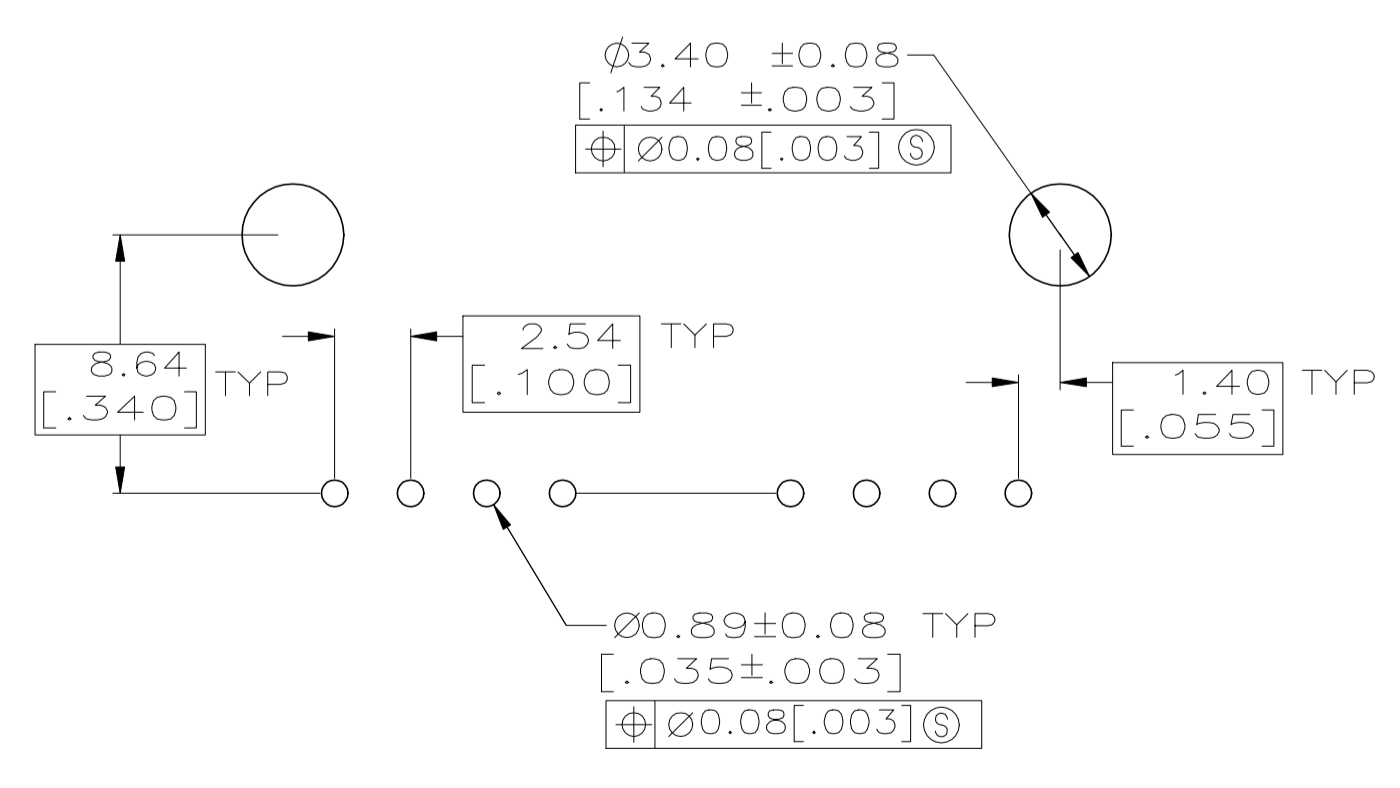 Ø3.40 ±0.08
[.134 ±.003]
⌖ Ø0.08[.003] Ⓢ
2.54 TYP
[.100]
8.64
[.340] TYP
1.40 TYP
[.055]
Ø0.89±0.08 TYP
[.035±.003]
⌖ Ø0.08[.003] Ⓢ